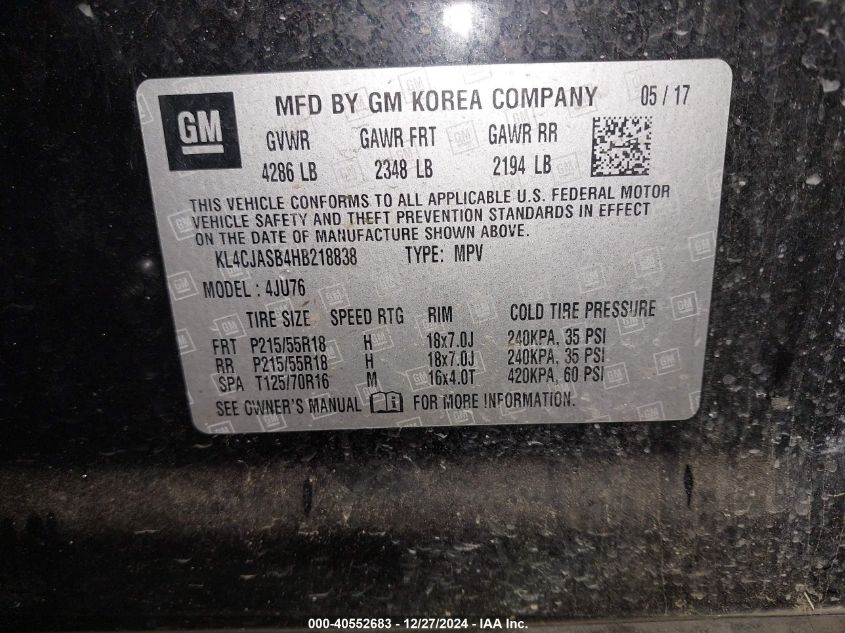 GM
MFD BY GM KOREA COMPANY 05 / 17
GVWR GAWR FRT GAWR RR
4286 LB 2348 LB 2194 LB
THIS VEHICLE CONFORMS TO ALL APPLICABLE U.S. FEDERAL MOTOR
VEHICLE SAFETY AND THEFT PREVENTION STANDARDS IN EFFECT
ON THE DATE OF MANUFACTURE SHOWN ABOVE.
KL4CJASB4HB218838 TYPE: MPV
MODEL : 4JU76
TIRE SIZE SPEED RTG RIM COLD TIRE PRESSURE
FRT P215/55R18 H 18x7.0J 240KPA, 35 PSI
RR P215/55R18 H 18x7.0J 240KPA, 35 PSI
SPA T125/70R16 M 16x4.0T 420KPA, 60 PSI
SEE OWNER'S MANUAL FOR MORE INFORMATION.
000-40552683 - 12/27/2024 - IAA Inc.